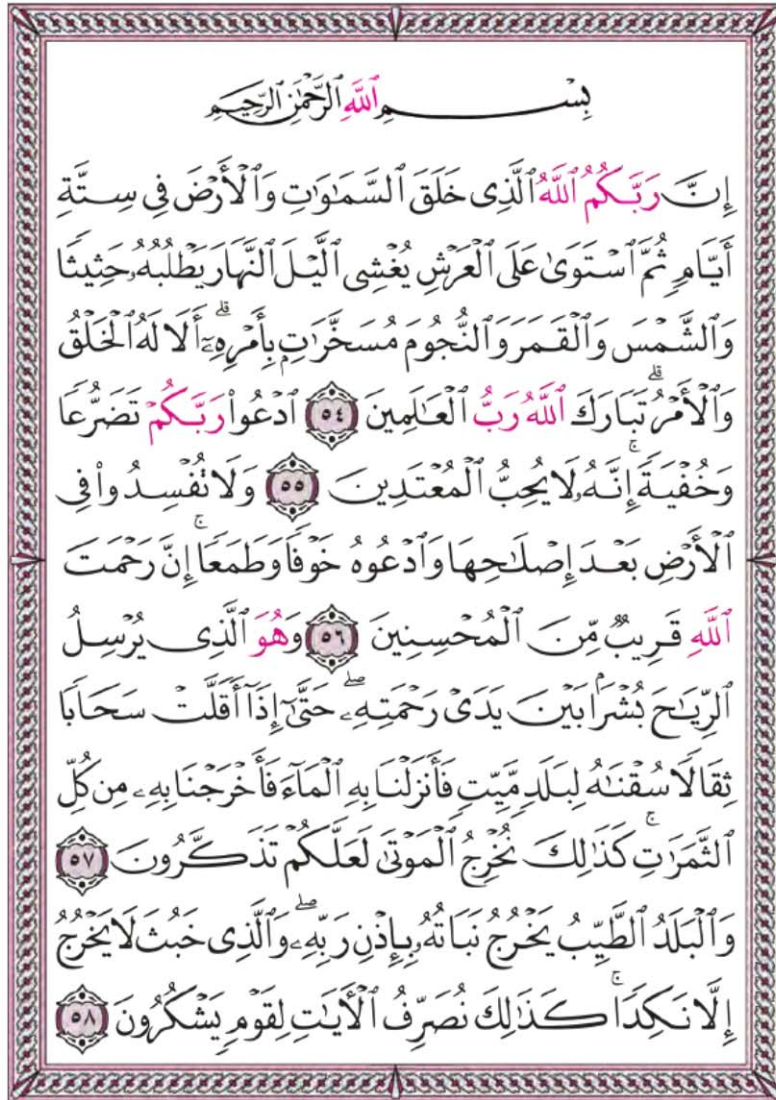 بِسْمِ ٱللَّهِ ٱلرَّحْمَٰنِ ٱلرَّحِيمِ
إِنَّ رَبَّكُمُ ٱللَّهُ ٱلَّذِى خَلَقَ ٱلسَّمَٰوَٰتِ وَٱلْأَرْضَ فِى سِتَّةِ
أَيَّامٍ ثُمَّ ٱسْتَوَىٰ عَلَى ٱلْعَرْشِ يُغْشِى ٱلَّيْلَ ٱلنَّهَارَ يَطْلُبُهُۥ حَثِيثًا
وَٱلشَّمْسَ وَٱلْقَمَرَ وَٱلنُّجُومَ مُسَخَّرَٰتٍۭ بِأَمْرِهِۦٓ ۗ أَلَا لَهُ ٱلْخَلْقُ
وَٱلْأَمْرُ ۗ تَبَارَكَ ٱللَّهُ رَبُّ ٱلْعَٰلَمِينَ ٥٤ ٱدْعُوا۟ رَبَّكُمْ تَضَرُّعًا
وَخُفْيَةً ۚ إِنَّهُۥ لَا يُحِبُّ ٱلْمُعْتَدِينَ ٥٥ وَلَا تُفْسِدُوا۟ فِى
ٱلْأَرْضِ بَعْدَ إِصْلَٰحِهَا وَٱدْعُوهُ خَوْفًا وَطَمَعًا ۚ إِنَّ رَحْمَتَ
ٱللَّهِ قَرِيبٌ مِّنَ ٱلْمُحْسِنِينَ ٥٦ وَهُوَ ٱلَّذِى يُرْسِلُ
ٱلرِّيَٰحَ بُشْرًۢا بَيْنَ يَدَىْ رَحْمَتِهِۦ ۖ حَتَّىٰٓ إِذَآ أَقَلَّتْ سَحَابًا
ثِقَالًا سُقْنَٰهُ لِبَلَدٍ مَّيِّتٍ فَأَنزَلْنَا بِهِ ٱلْمَآءَ فَأَخْرَجْنَا بِهِۦ مِن كُلِّ
ٱلثَّمَرَٰتِ ۚ كَذَٰلِكَ نُخْرِجُ ٱلْمَوْتَىٰ لَعَلَّكُمْ تَذَكَّرُونَ ٥٧
وَٱلْبَلَدُ ٱلطَّيِّبُ يَخْرُجُ نَبَاتُهُۥ بِإِذْنِ رَبِّهِۦ ۖ وَٱلَّذِى خَبُثَ لَا يَخْرُجُ
إِلَّا نَكِدًا ۚ كَذَٰلِكَ نُصَرِّفُ ٱلْءَايَٰتِ لِقَوْمٍ يَشْكُرُونَ ٥٨